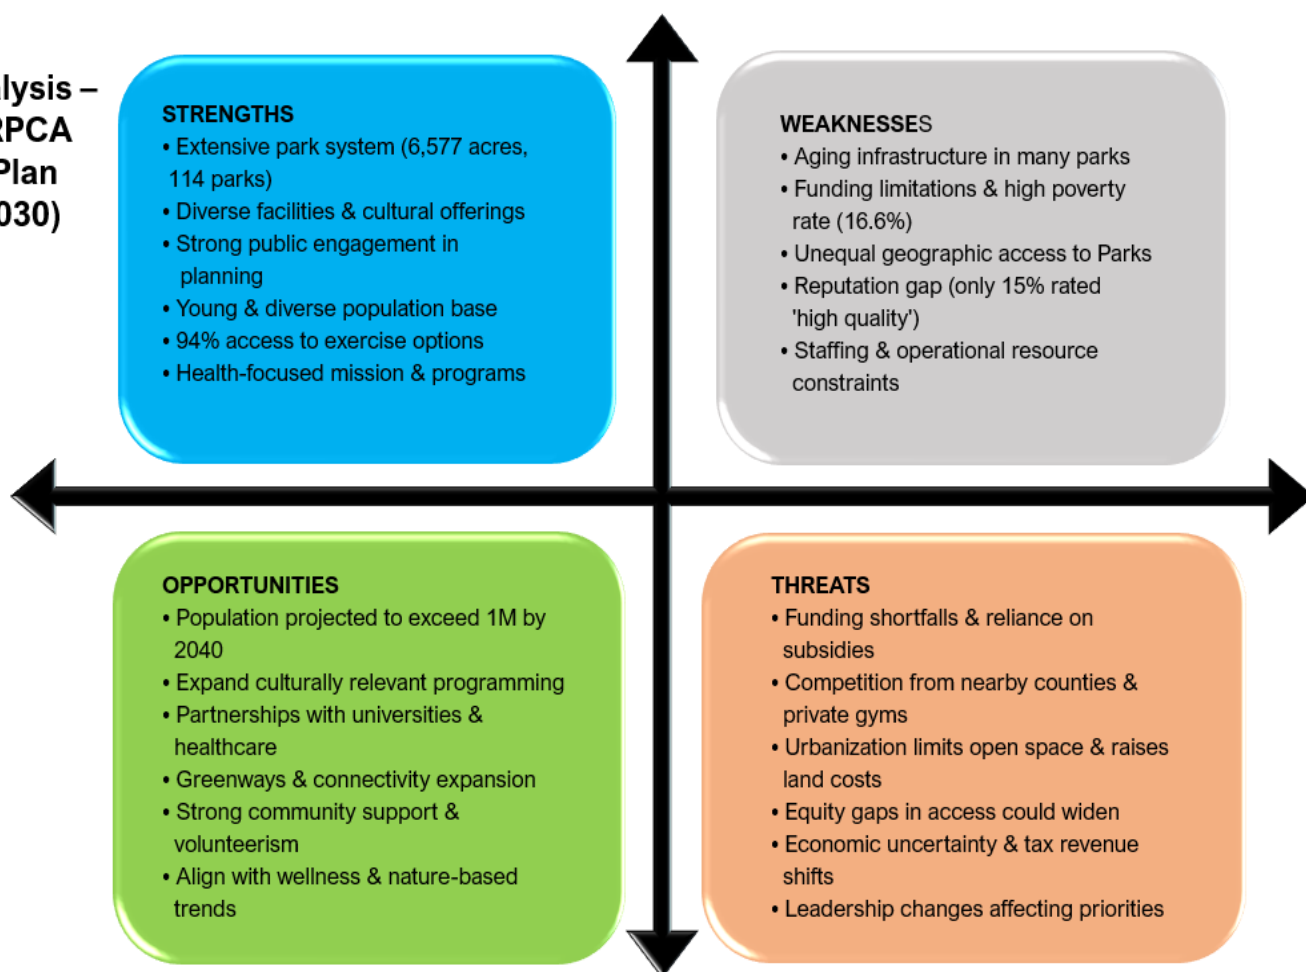 alysis –
RPCA
Plan
030)
STRENGTHS
• Extensive park system (6,577 acres,
114 parks)
• Diverse facilities & cultural offerings
• Strong public engagement in
planning
• Young & diverse population base
• 94% access to exercise options
• Health-focused mission & programs
WEAKNESSES
• Aging infrastructure in many parks
• Funding limitations & high poverty
rate (16.6%)
• Unequal geographic access to Parks
• Reputation gap (only 15% rated
'high quality')
• Staffing & operational resource
constraints
OPPORTUNITIES
• Population projected to exceed 1M by
2040
• Expand culturally relevant programming
• Partnerships with universities &
healthcare
• Greenways & connectivity expansion
• Strong community support &
volunteerism
• Align with wellness & nature-based
trends
THREATS
• Funding shortfalls & reliance on
subsidies
• Competition from nearby counties &
private gyms
• Urbanization limits open space & raises
land costs
• Equity gaps in access could widen
• Economic uncertainty & tax revenue
shifts
• Leadership changes affecting priorities